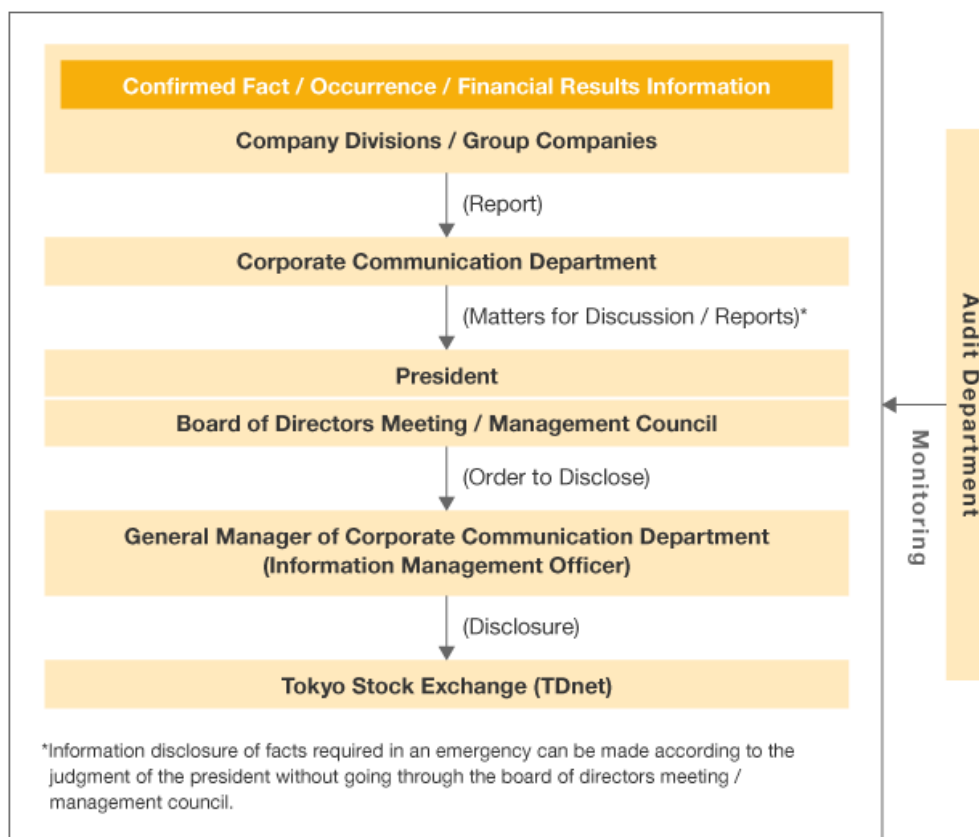 Confirmed Fact / Occurrence / Financial Results Information
Company Divisions / Group Companies
(Report)
Corporate Communication Department
(Matters for Discussion / Reports)*
President
Board of Directors Meeting / Management Council
(Order to Disclose)
General Manager of Corporate Communication Department
(Information Management Officer)
(Disclosure)
Tokyo Stock Exchange (TDnet)
*Information disclosure of facts required in an emergency can be made according to the
judgment of the president without going through the board of directors meeting /
management council.
Monitoring
Audit Department